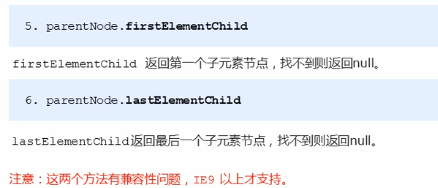 5. parentNode.firstElementChild
firstElementChild 返回第一个子元素节点，找不到则返回null。
6. parentNode.lastElementChild
lastElementChild返回最后一个子元素节点，找不到则返回null。
注意：这两个方法有兼容性问题，IE9 以上才支持。